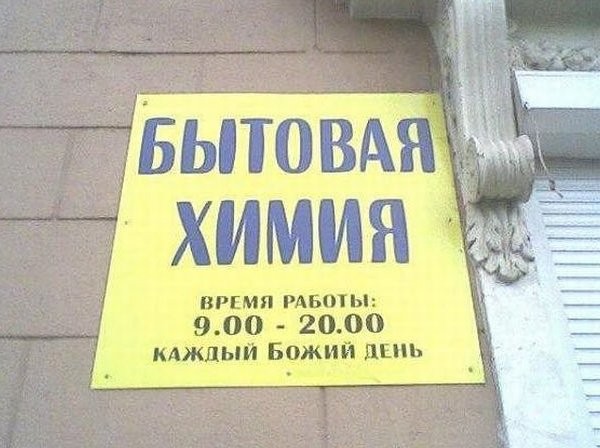 БЫТОВАЯ
ХИМИЯ
ВРЕМЯ РАБОТЫ:
9.00 - 20.00
КАЖДЫЙ БОЖИЙ ДЕНЬ